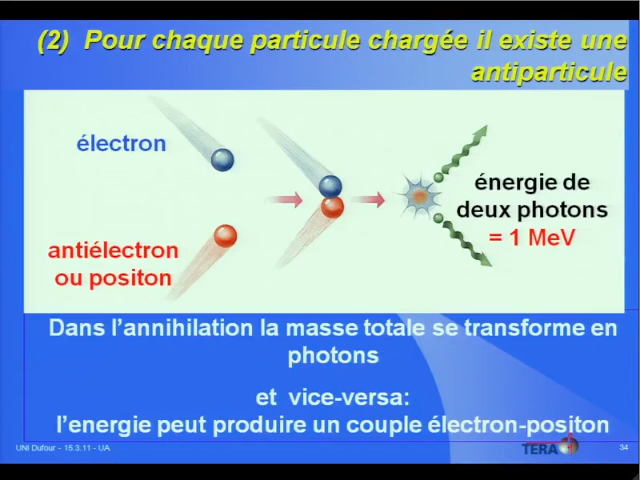 (2) Pour chaque particule chargée il existe une
antiparticule
électron
antiélectron
ou positon
énergie de
deux photons
= 1 MeV
Dans l'annihilation la masse totale se transforme en
photons
et vice-versa:
l'energie peut produire un couple électron-positon
UNI Dufour - 15.3.11 - UA
TERA
34